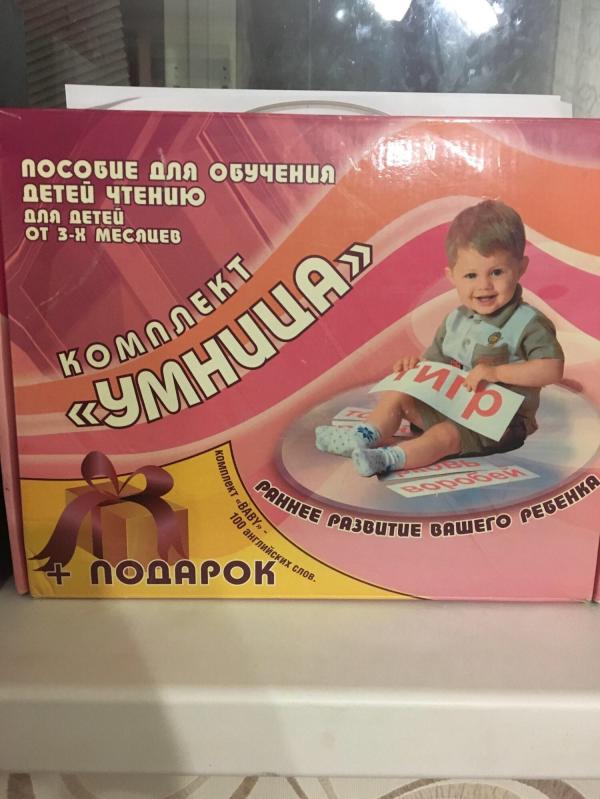 ПОСОБИЕ ДЛЯ ОБУЧЕНИЯ
ДЕТЕЙ ЧТЕНИЮ
ДЛЯ ДЕТЕЙ
ОТ 3-Х МЕСЯЦЕВ
КОМПЛЕКТ
«УМНИЦА»
тигр
воробей
РАННЕЕ РАЗВИТИЕ ВАШЕГО РЕБЕНКА
комплект «BABY» -
100 английских слов.
+ ПОДАРОК